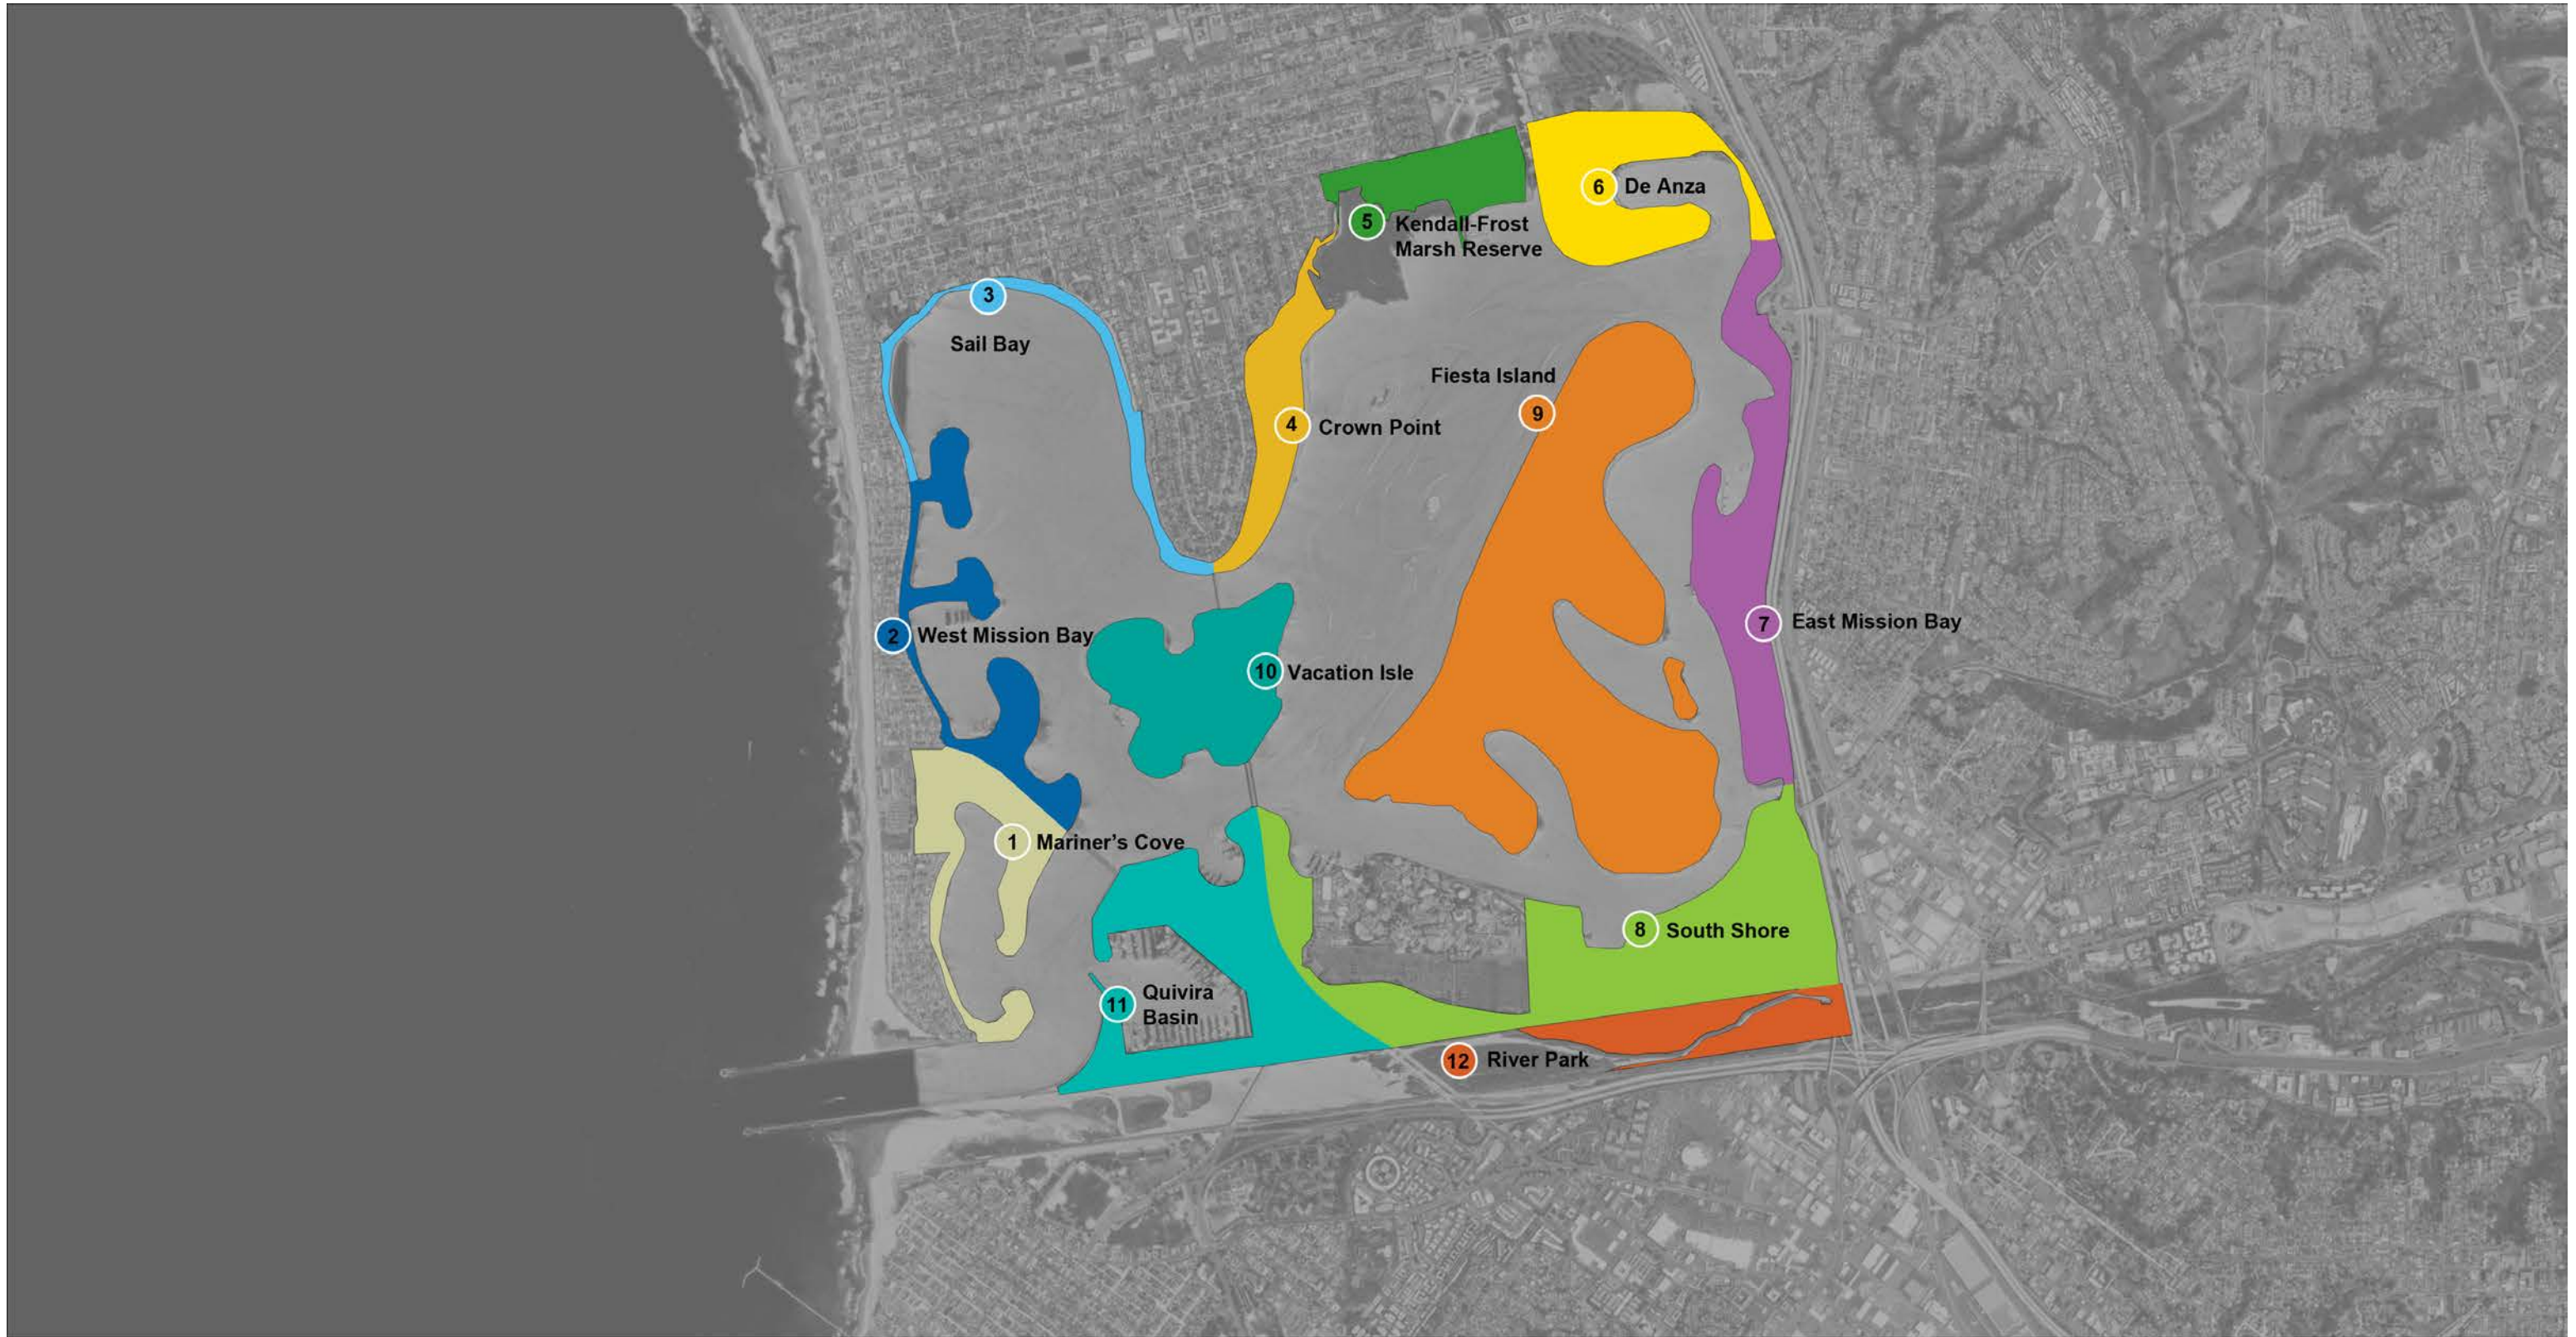 6 De Anza
5 Kendall-Frost
Marsh Reserve
3
Sail Bay
Fiesta Island
9
4 Crown Point
7 East Mission Bay
2 West Mission Bay
10 Vacation Isle
1 Mariner’s Cove
8 South Shore
11 Quivira
Basin
12 River Park